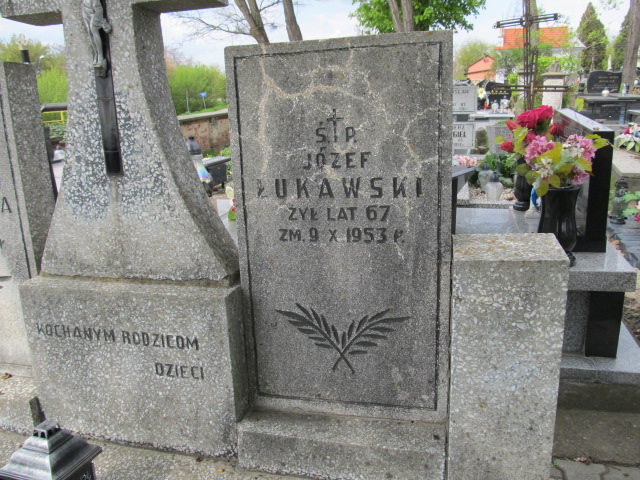 Ś†P.
JÓZEF
ŁUKAWSKI
ŻYŁ LAT 67
ZM. 9 X 1953 r.
KOCHANYM RODZICOM
DZIECI